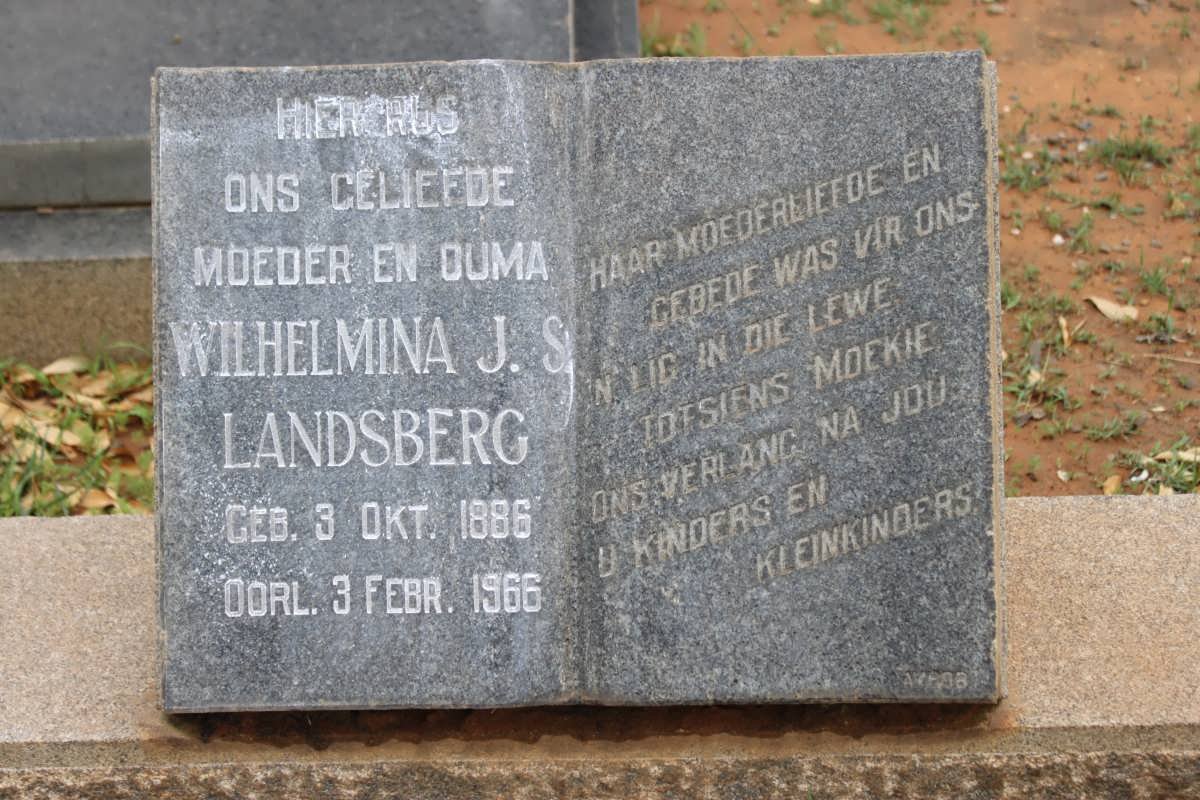 HIER RUS
ONS GELIEFDE
MOEDER EN OUMA
WILHELMINA J. S.
LANDSBERG
GEB. 3 OKT. 1886
OORL. 3 FEBR. 1966
HAAR MOEDERLIEFDE EN
GEBEDE WAS VIR ONS
'N LIG IN DIE LEWE.
TOTSIENS MOEKIE.
ONS VERLANG NA JOU.
U KINDERS EN
KLEINKINDERS.